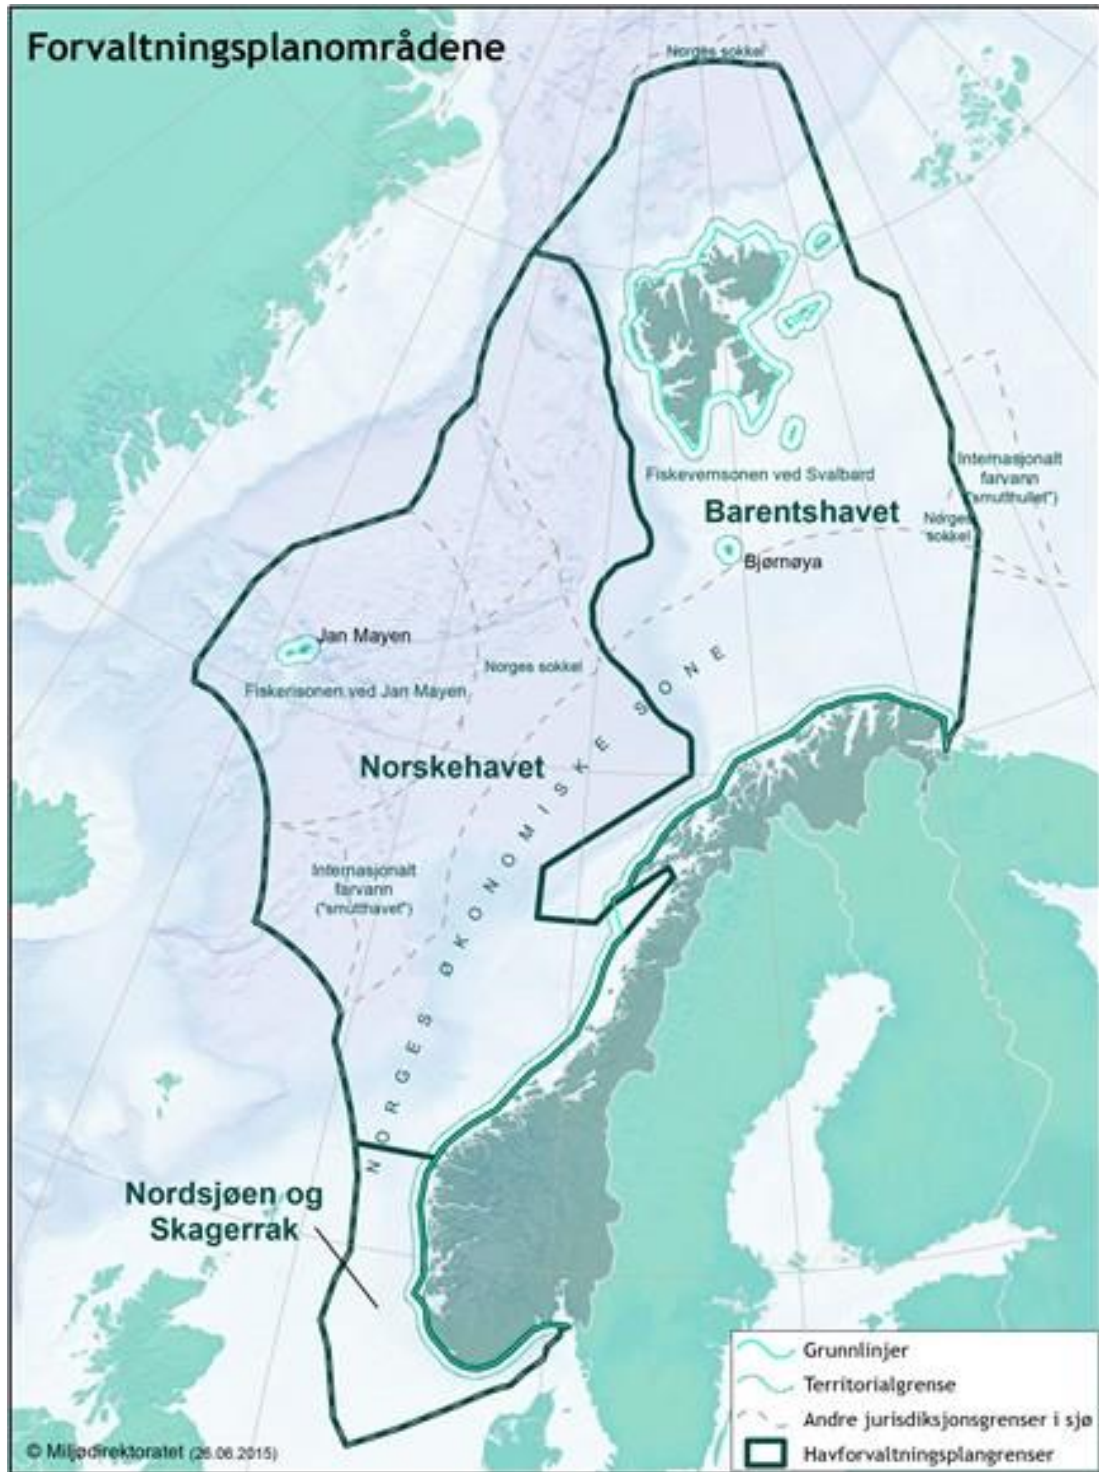 Forvaltningsplanområdene
Norges sokkel
Fiskevernsonen ved Svalbard
Internasjonalt
farvann
("smutthullet")
Barentshavet
Norges
sokkel
Bjørnøya
Jan Mayen
Norges sokkel
Fiskerisonen ved Jan Mayen
Norskehavet
NORGES ØKONOMISKE SONE
Internasjonalt
farvann
("smutthavet")
Nordsjøen og
Skagerrak
Grunnlinjer
Territorialgrense
Andre jurisdiksjonsgrenser i sjø
Havforvaltningsplangrenser
© Miljødirektoratet (26.06.2015)